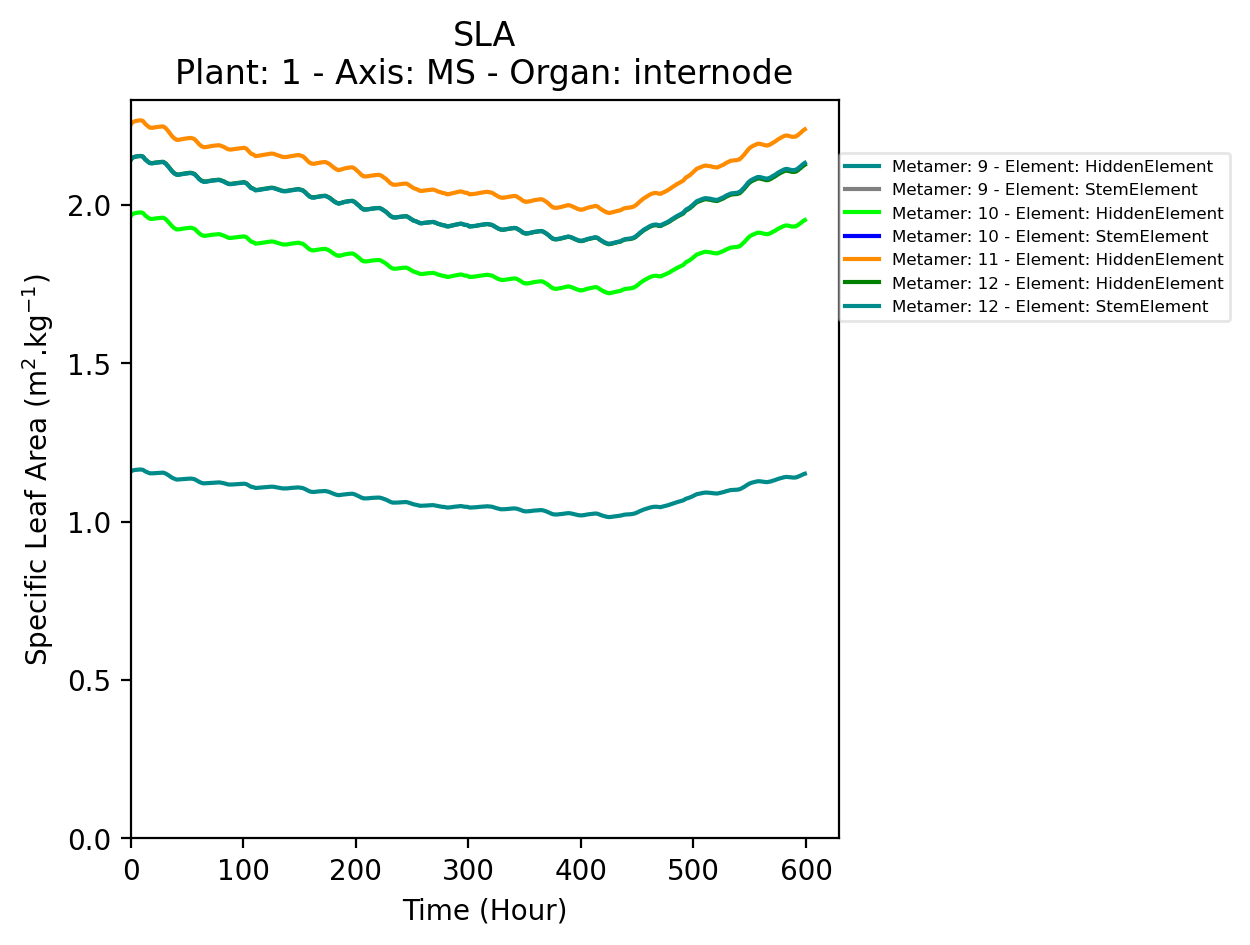 SLA
Plant: 1 - Axis: MS - Organ: internode
Specific Leaf Area (m².kg⁻¹)
2.0
1.5
1.0
0.5
0.0
0 100 200 300 400 500 600
Time (Hour)
Metamer: 9 - Element: HiddenElement
Metamer: 9 - Element: StemElement
Metamer: 10 - Element: HiddenElement
Metamer: 10 - Element: StemElement
Metamer: 11 - Element: HiddenElement
Metamer: 12 - Element: HiddenElement
Metamer: 12 - Element: StemElement